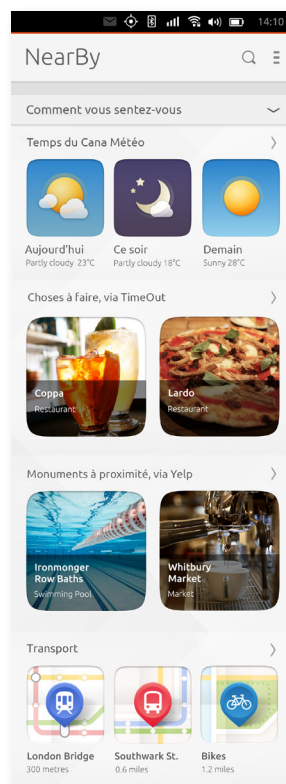 14:10
NearBy
Comment vous sentez-vous
Temps du Cana Météo
Aujourd'hui
Partly cloudy 23°C
Ce soir
Partly cloudy 18°C
Demain
Sunny 28°C
Choses à faire, via TimeOut
Coppa
Restaurant
Lardo
Restaurant
Monuments à proximité, via Yelp
Ironmonger
Row Baths
Swimming Pool
Whitbury
Market
Market
Transport
London Bridge
300 metres
Southwark St.
0.6 miles
Bikes
1.2 miles